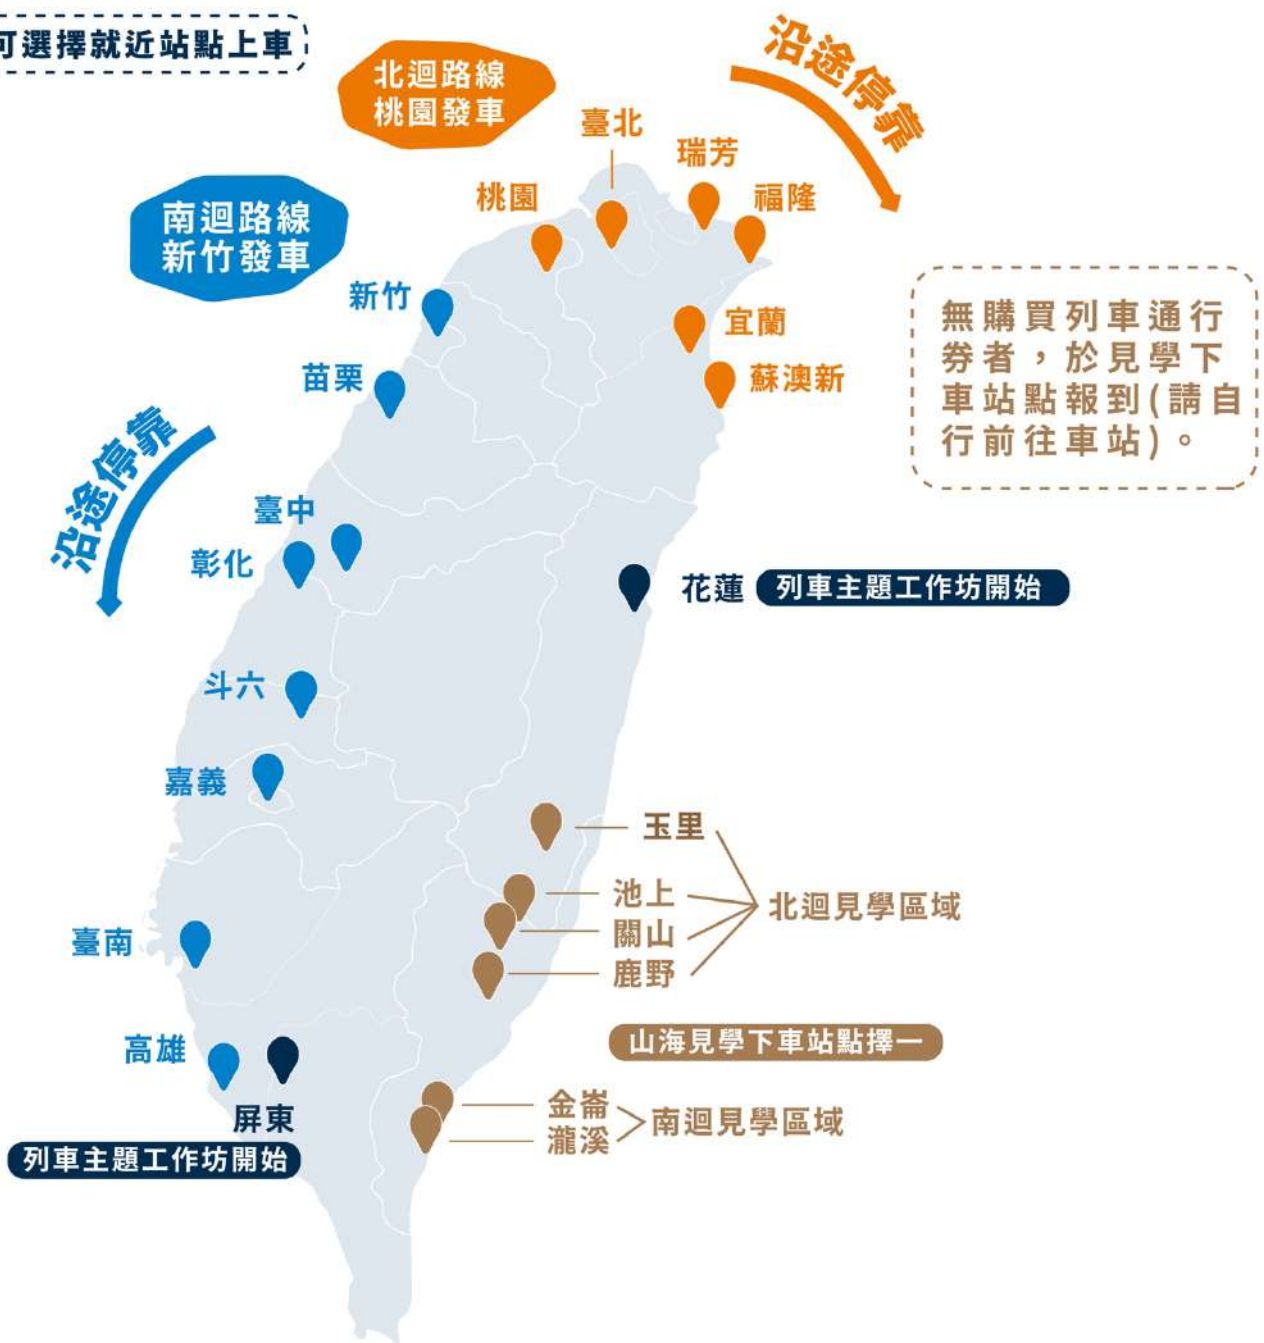 可選擇就近站點上車
北迴路線
桃園發車
沿途停靠
臺北
瑞芳
桃園
福隆
南迴路線
新竹發車
新竹
宜蘭
無購買列車通行
券者，於見學下
車站點報到(請自
行前往車站)。
苗栗
蘇澳新
沿途停靠
臺中
彰化
花蓮 列車主題工作坊開始
斗六
嘉義
玉里
池上
北迴見學區域
關山
臺南
鹿野
高雄
山海見學下車站點擇一
屏東
列車主題工作坊開始
金崙
南迴見學區域
瀧溪